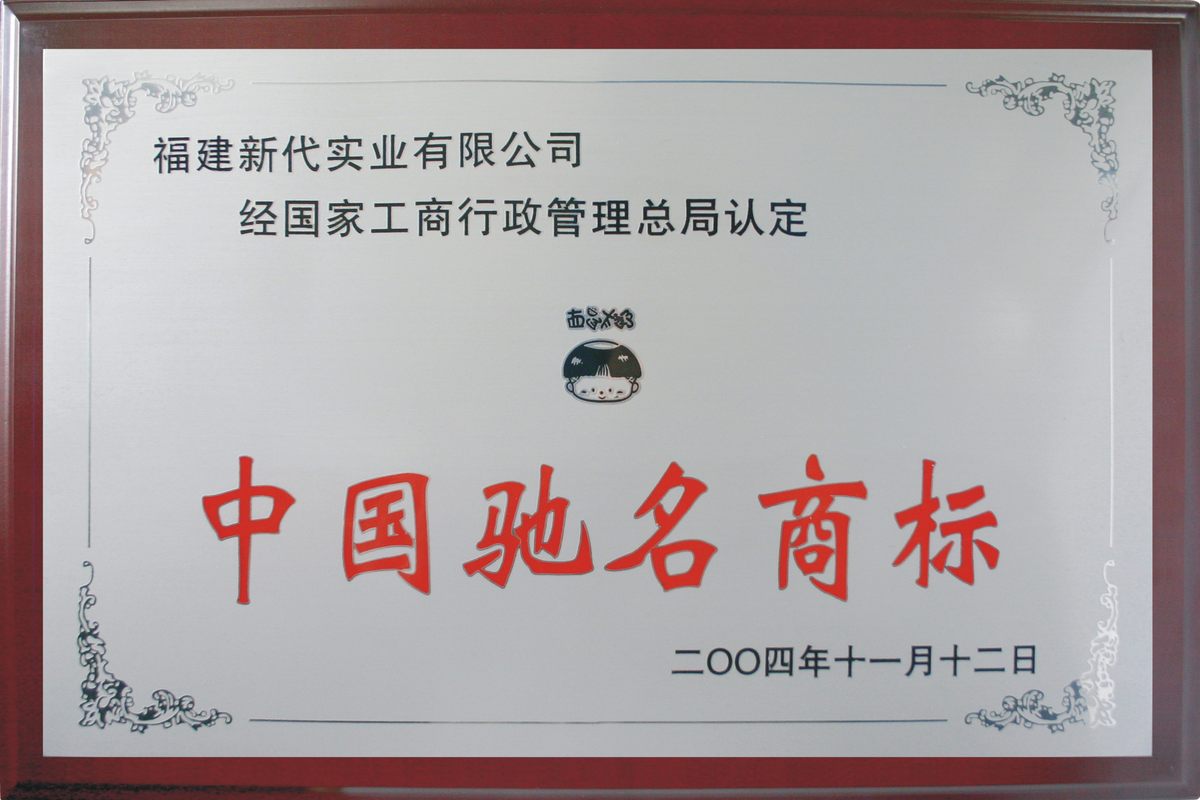 福建新代实业有限公司
经国家工商行政管理总局认定
中国驰名商标
二〇〇四年十一月十二日